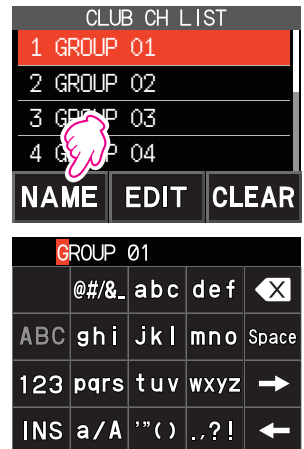 CLUB CH LIST
1 GROUP 01
2 GROUP 02
3 GROUP 03
4 GROUP 04
NAME EDIT CLEAR
GROUP 01
@#/&_ abc def
ABC ghi jkl mno Space
123 pqrs tuv wxyz →
INS a/A '"() .,?! ←